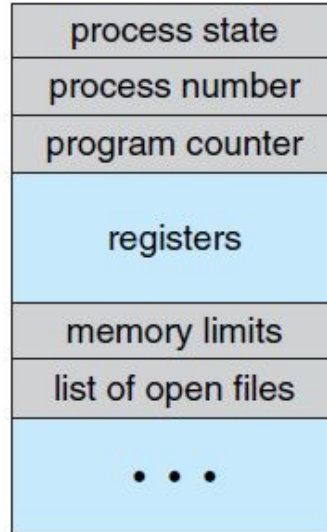 process state
process number
program counter
registers
memory limits
list of open files
• • •